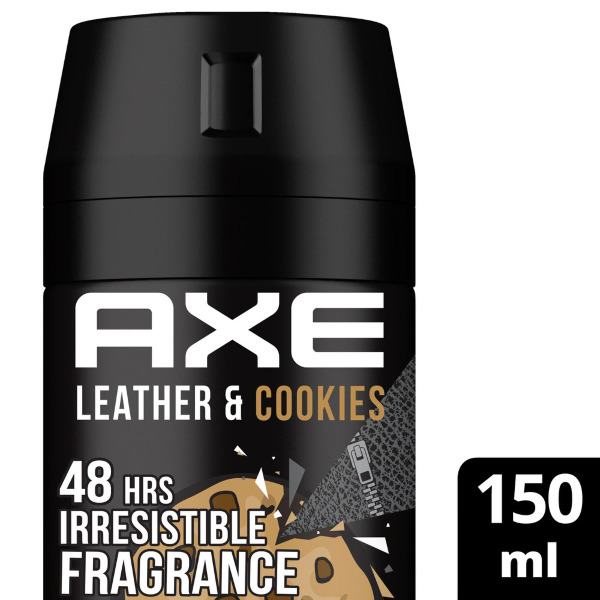 AXE
LEATHER & COOKIES
48 HRS
IRRESISTIBLE
FRAGRANCE
150
ml